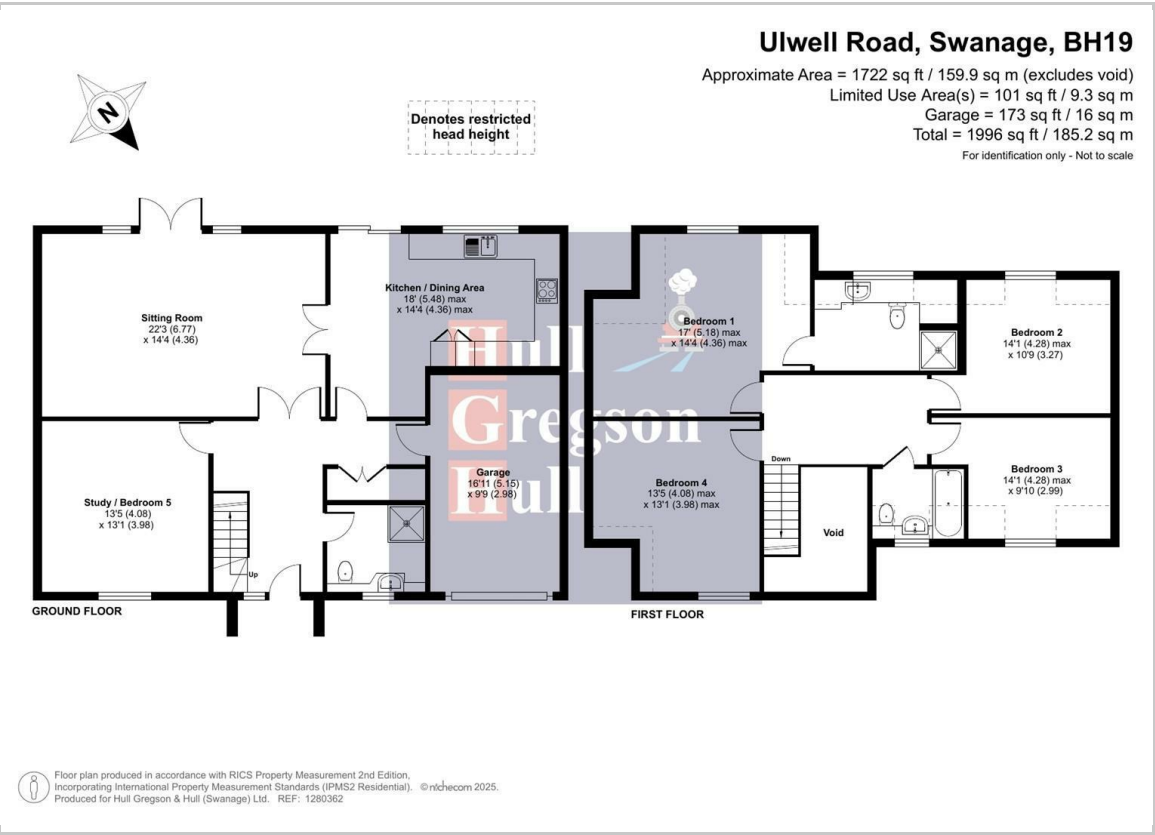 Ulwell Road, Swanage, BH19
Approximate Area = 1722 sq ft / 159.9 sq m (excludes void)
Limited Use Area(s) = 101 sq ft / 9.3 sq m
Garage = 173 sq ft / 16 sq m
Total = 1996 sq ft / 185.2 sq m
For identification only - Not to scale
N
Denotes restricted
head height
Sitting Room
22'3 (6.77)
x 14'4 (4.36)
Kitchen / Dining Area
18' (5.48) max
x 14'4 (4.36) max
Study / Bedroom 5
13'5 (4.08)
x 13'1 (3.98)
Up
Garage
16'11 (5.15)
x 9'9 (2.98)
GROUND FLOOR
Bedroom 1
17' (5.18) max
x 14'4 (4.36) max
Bedroom 2
14'1 (4.28) max
x 10'9 (3.27)
Bedroom 4
13'5 (4.08) max
x 13'1 (3.98) max
Down
Void
Bedroom 3
14'1 (4.28) max
x 9'10 (2.99)
FIRST FLOOR
Hull
Gregson
Hull
Floor plan produced in accordance with RICS Property Measurement 2nd Edition,
Incorporating International Property Measurement Standards (IPMS2 Residential). © nichecom 2025.
Produced for Hull Gregson & Hull (Swanage) Ltd. REF: 1280362